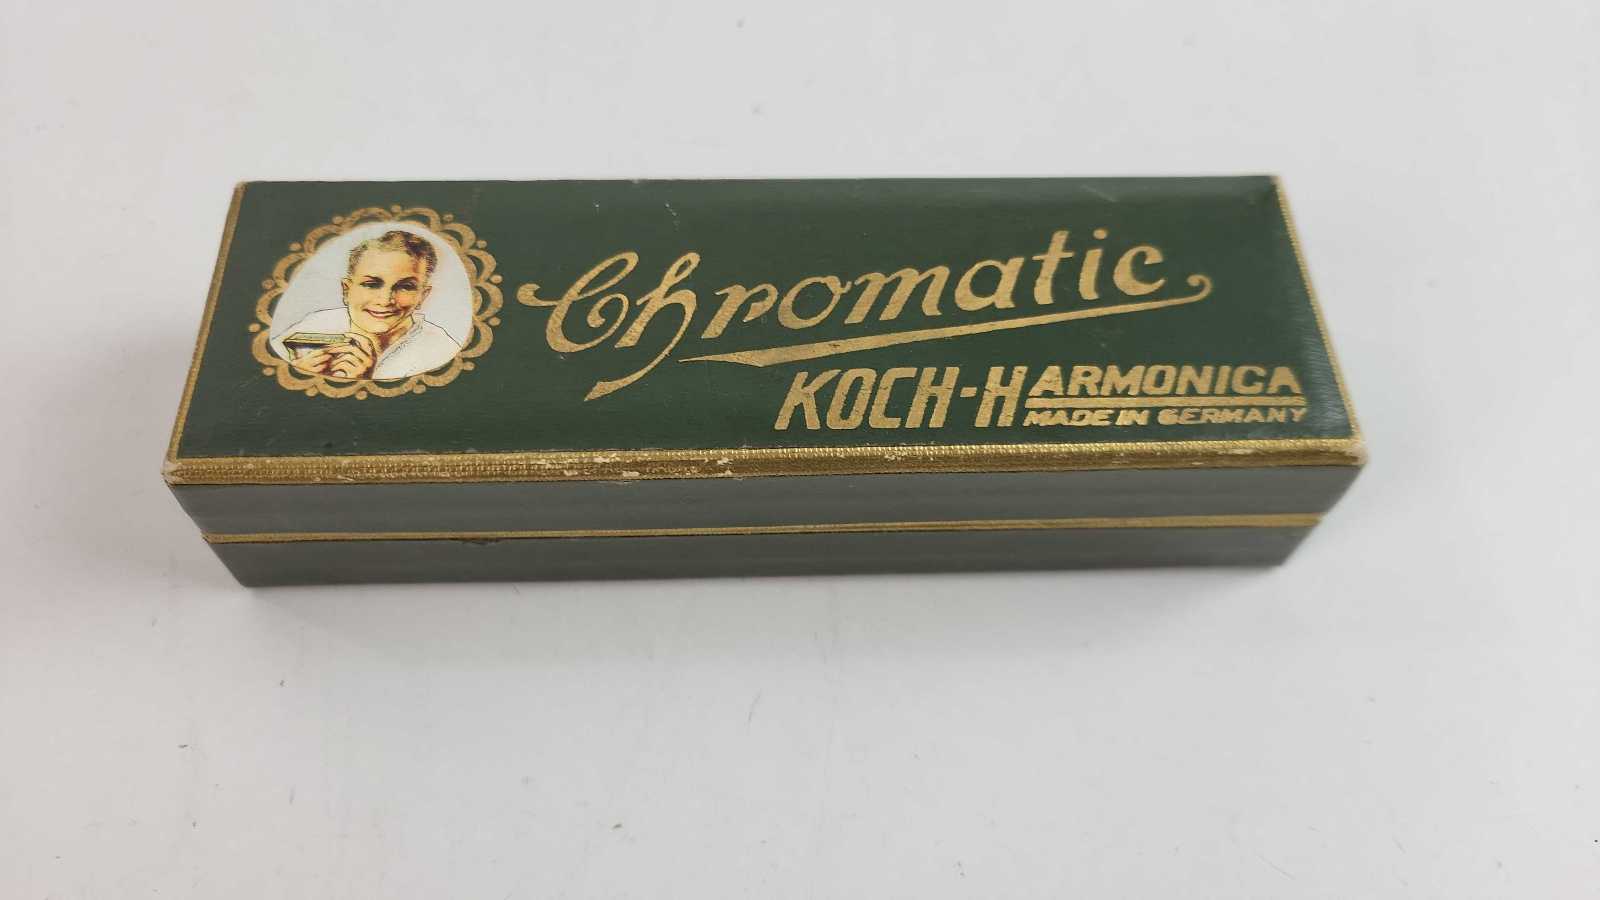 Chromatic
KOCH-HARMONICA
MADE IN GERMANY